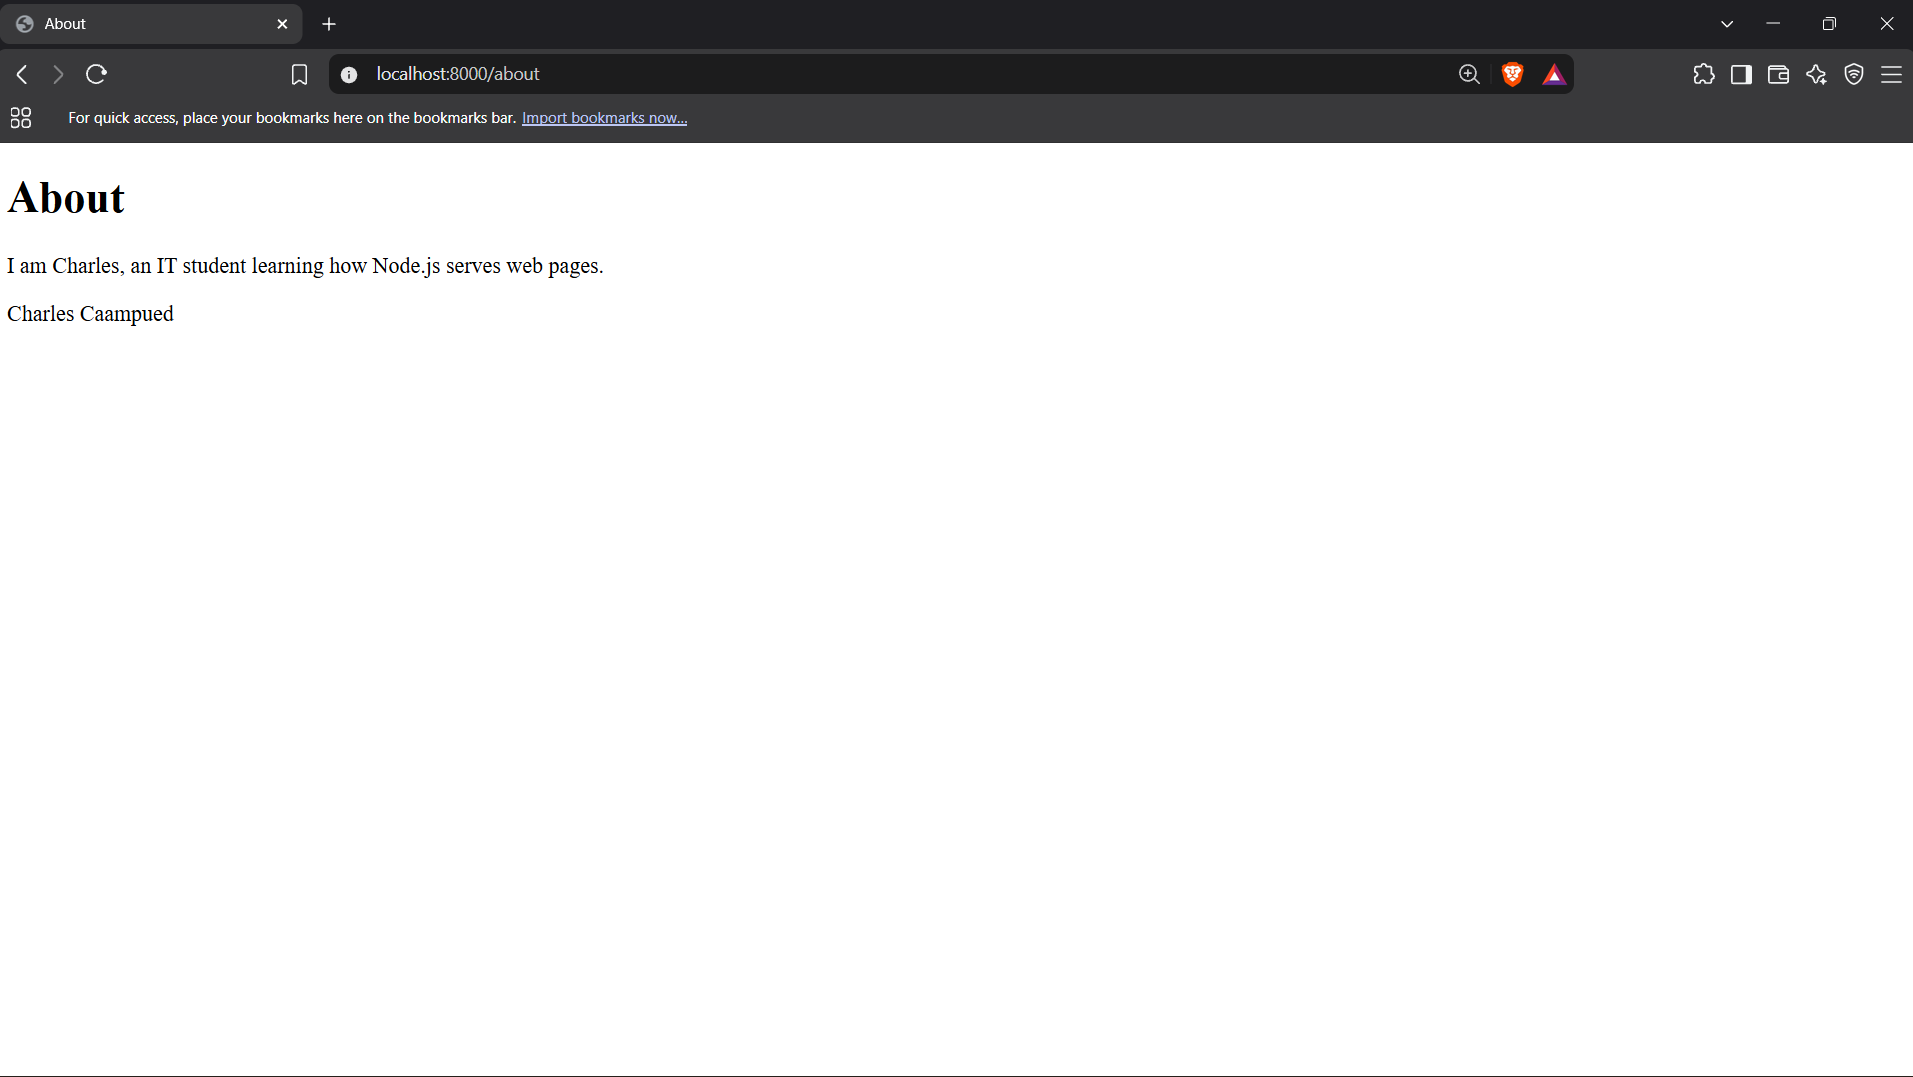 About
localhost:8000/about
For quick access, place your bookmarks here on the bookmarks bar. Import bookmarks now...
About
I am Charles, an IT student learning how Node.js serves web pages.
Charles Caampued